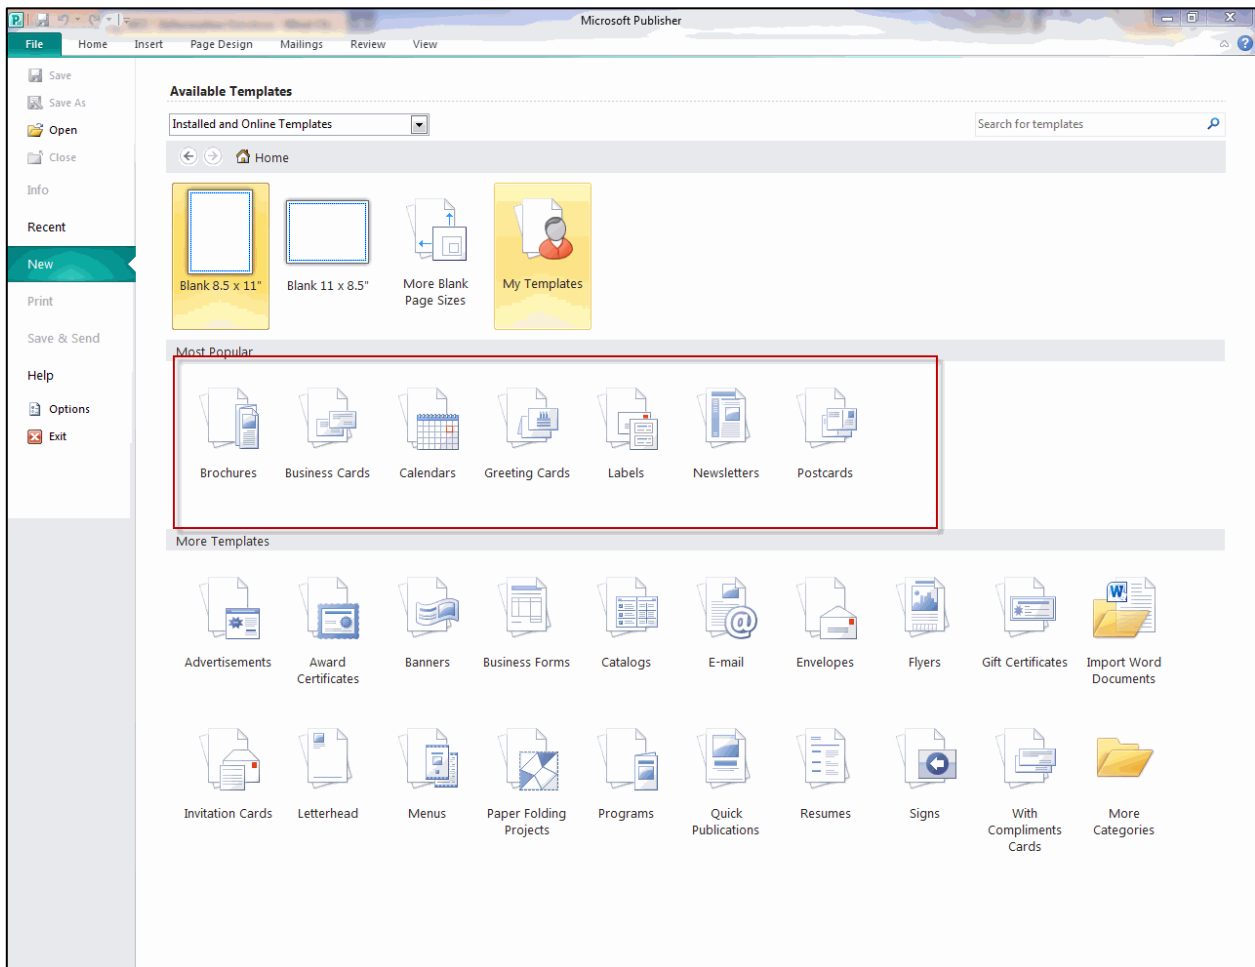 Microsoft Publisher
File Home Insert Page Design Mailings Review View
Save
Save As
Open
Close
Info
Recent
New
Print
Save & Send
Help
Options
Exit
Available Templates
Installed and Online Templates
Search for templates
Home
Blank 8.5 x 11"
Blank 11 x 8.5"
More Blank
Page Sizes
My Templates
Most Popular
Brochures
Business Cards
Calendars
Greeting Cards
Labels
Newsletters
Postcards
More Templates
Advertisements
Award
Certificates
Banners
Business Forms
Catalogs
E-mail
Envelopes
Flyers
Gift Certificates
Import Word
Documents
Invitation Cards
Letterhead
Menus
Paper Folding
Projects
Programs
Quick
Publications
Resumes
Signs
With
Compliments
Cards
More
Categories